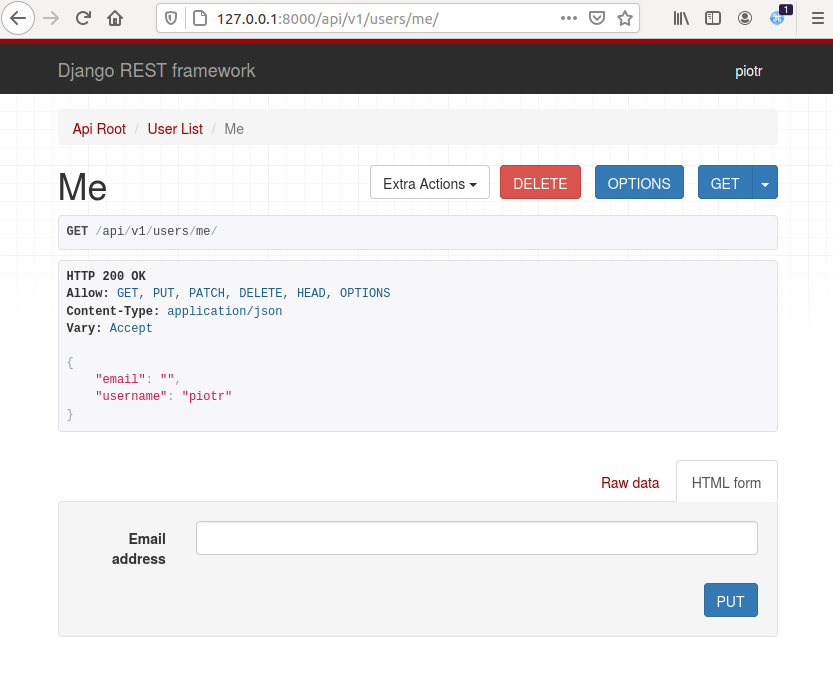 127.0.0.1:8000/api/v1/users/me/
1
Django REST framework
piotr
Api Root / User List / Me
Me
Extra Actions
DELETE
OPTIONS
GET
GET /api/v1/users/me/
HTTP 200 OK
Allow: GET, PUT, PATCH, DELETE, HEAD, OPTIONS
Content-Type: application/json
Vary: Accept
{
    "email": "",
    "username": "piotr"
}
Raw data
HTML form
Email
address
PUT